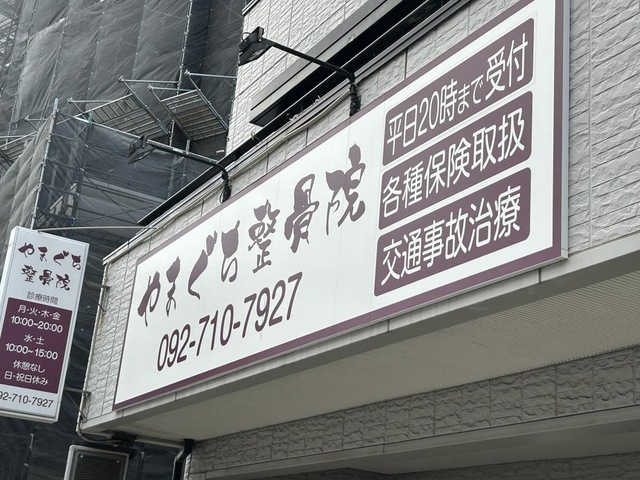 やまぐち整骨院
092-710-7927
平日20時まで受付
各種保険取扱
交通事故治療
やまぐち
整骨院
診療時間
月・火・木・金
10:00~20:00
水・土
10:00~15:00
休憩なし
日・祝日休み
092-710-7927